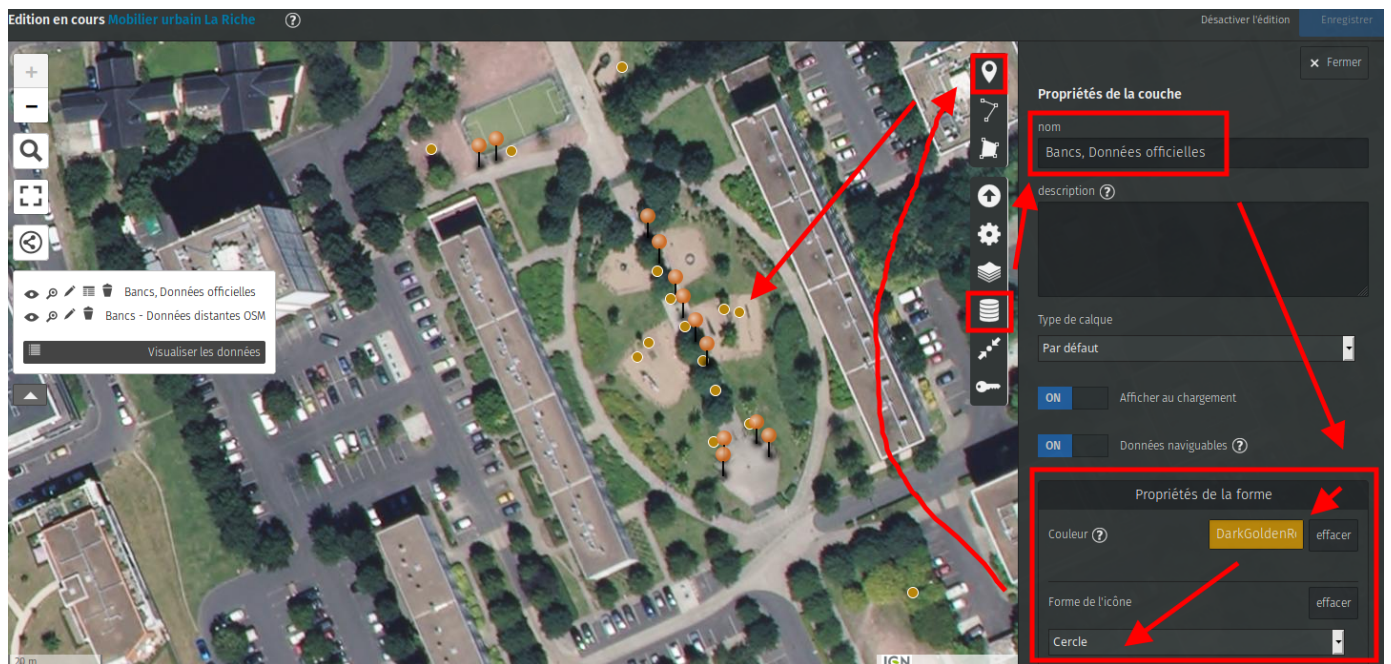 Edition en cours Mobilier urbain La Riche ?
Désactiver l'édition
Enregistrer
× Fermer
Propriétés de la couche
nom
Bancs, Données officielles
description ?
Type de calque
Par défaut
ON Afficher au chargement
ON Données naviguables ?
Propriétés de la forme
Couleur ? DarkGoldenR effacer
Forme de l'icône effacer
Cercle
+
-
Bancs, Données officielles
Bancs - Données distantes OSM
Visualiser les données
20 m
IGN